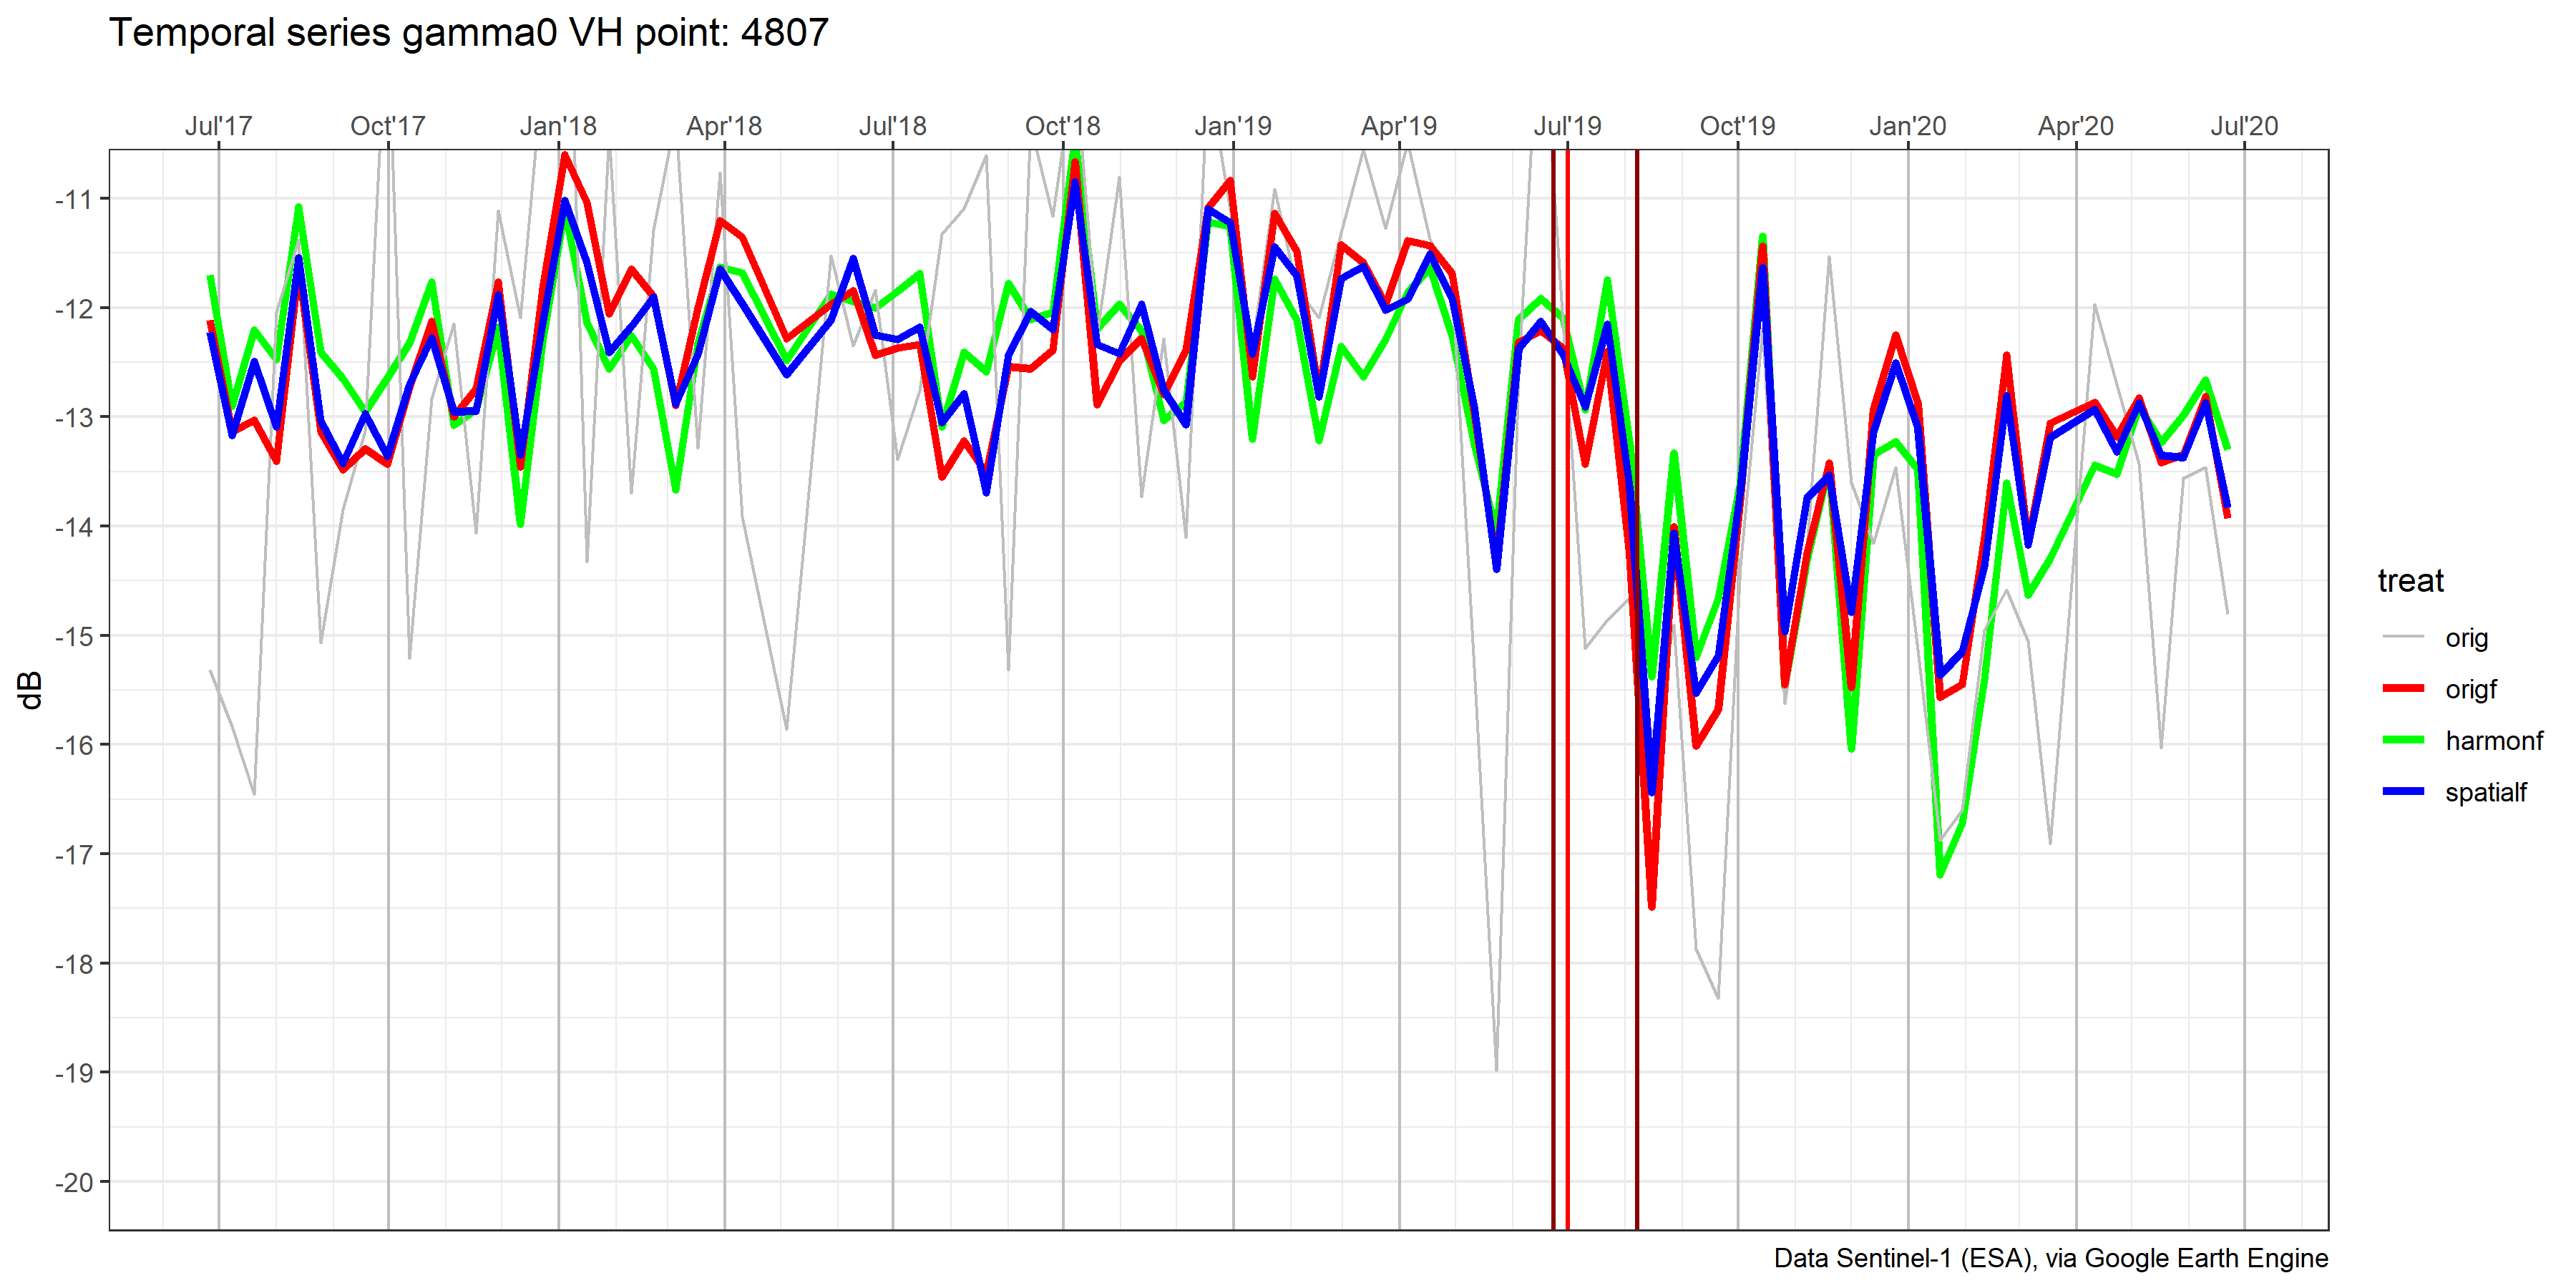 Temporal series gamma0 VH point: 4807
Jul'17 Oct'17 Jan'18 Apr'18 Jul'18 Oct'18 Jan'19 Apr'19 Jul'19 Oct'19 Jan'20 Apr'20 Jul'20
-11
-12
-13
-14
-15
-16
-17
-18
-19
-20
dB
treat
orig
origf
harmonf
spatialf
Data Sentinel-1 (ESA), via Google Earth Engine